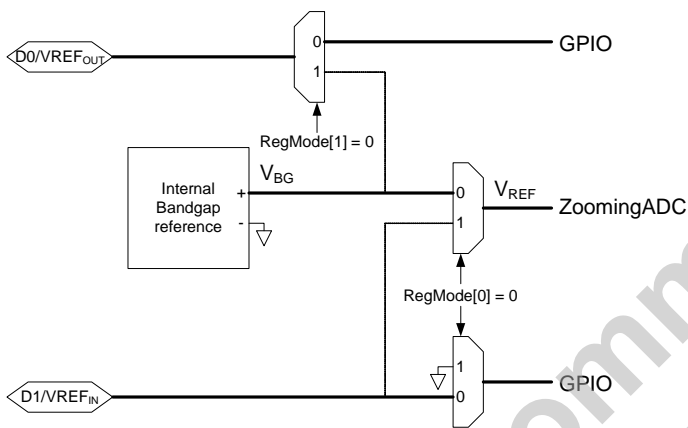 0
GPIO
D0/VREFOUT
1
RegMode[1] = 0
VBG
Internal
Bandgap
reference
+
-
0
VREF
ZoomingADC
1
RegMode[0] = 0
1
GPIO
0
D1/VREFIN
omm